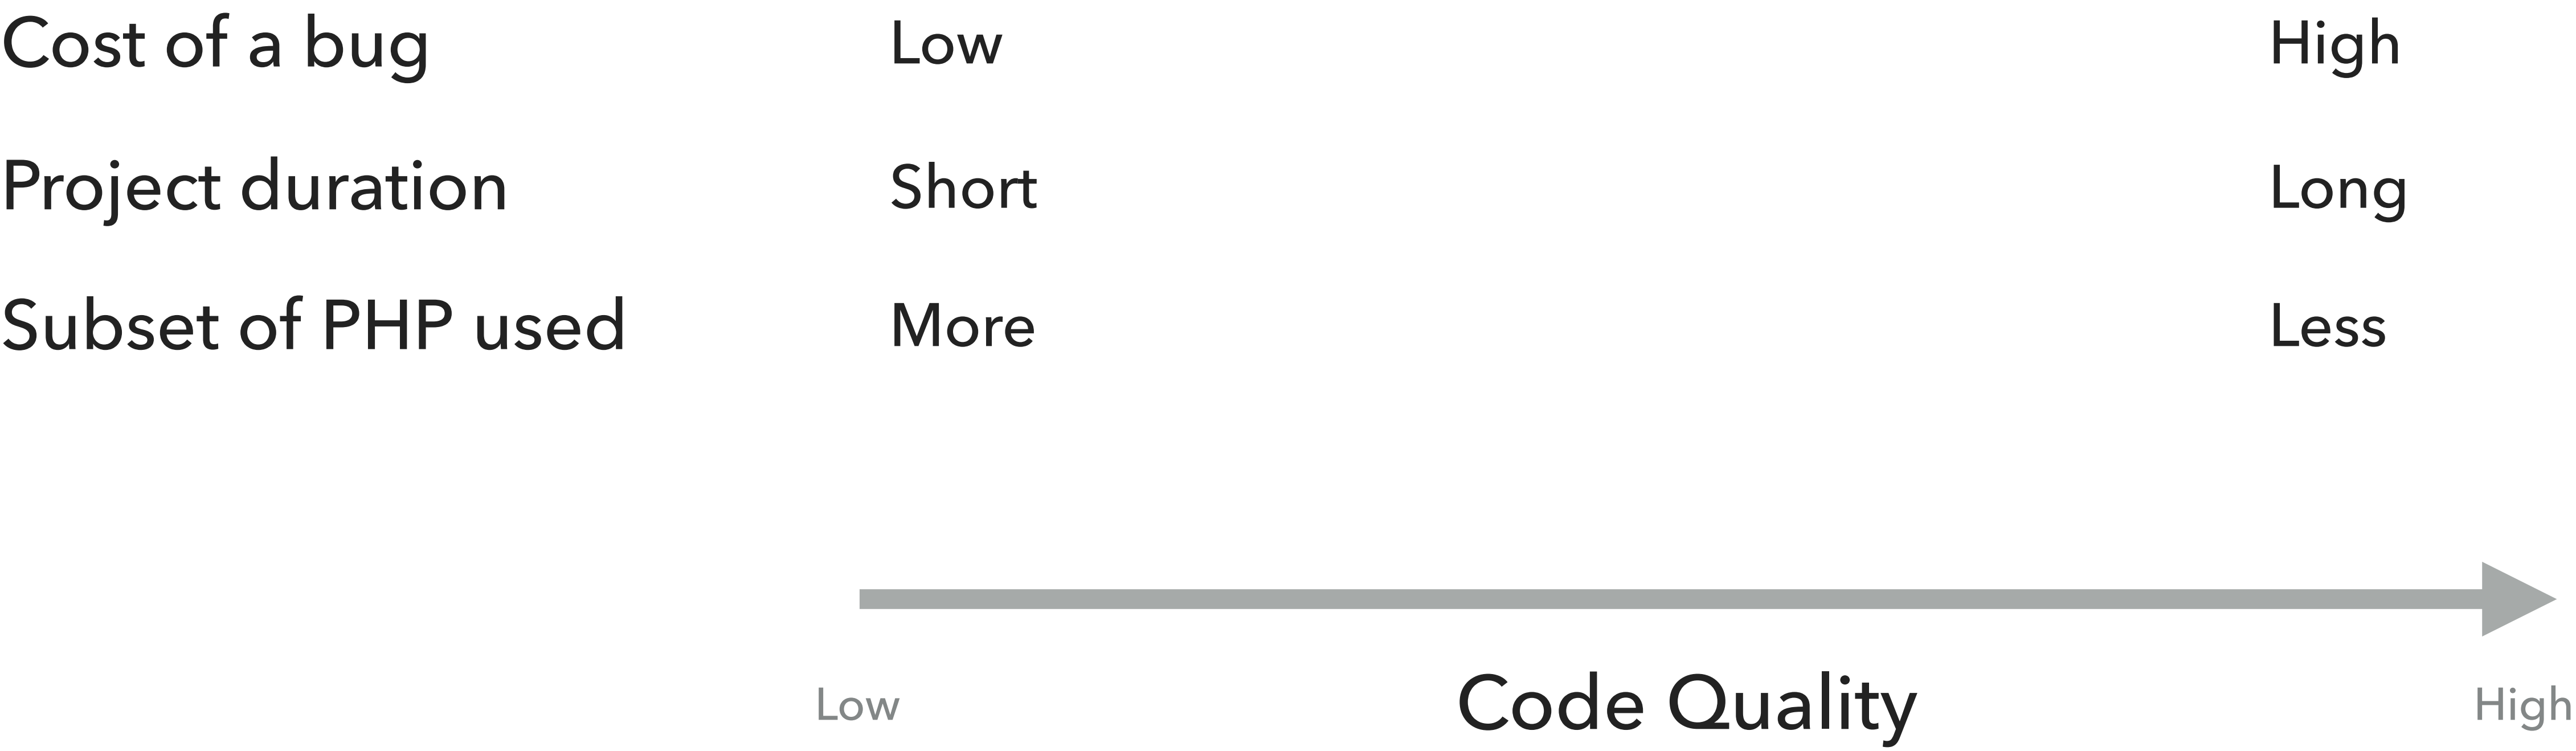 Cost of a bug Low High
Project duration Short Long
Subset of PHP used More Less
Low Code Quality High